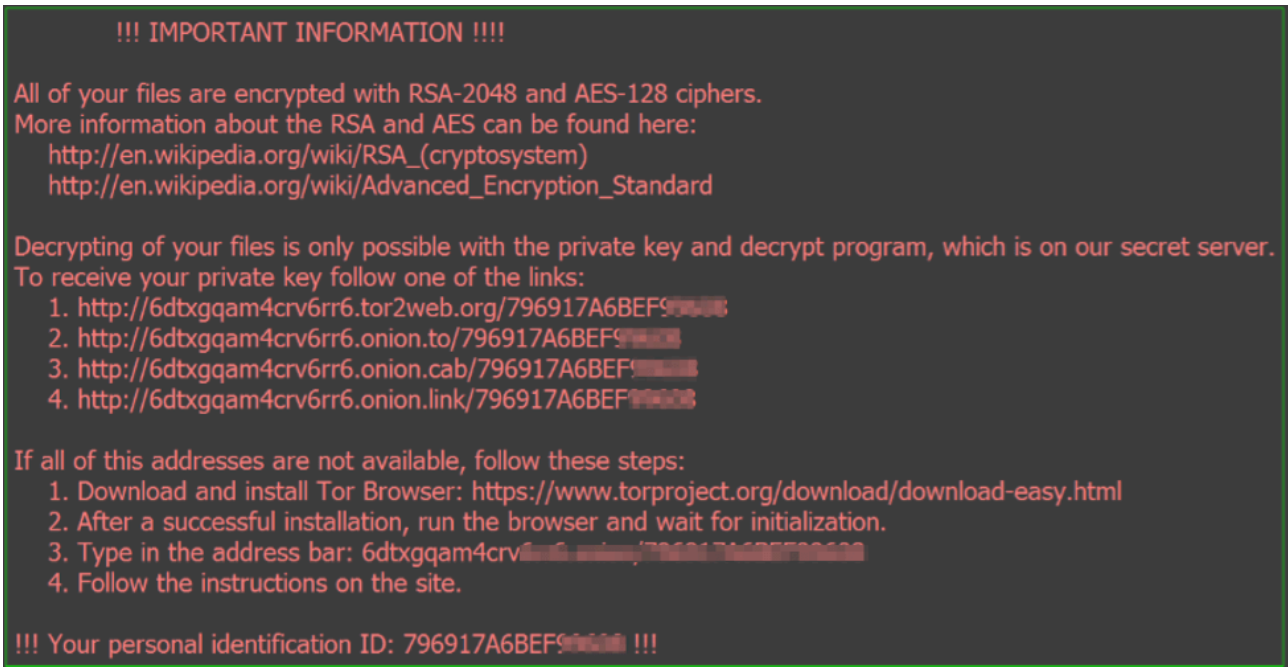 !!! IMPORTANT INFORMATION !!!!
All of your files are encrypted with RSA-2048 and AES-128 ciphers.
More information about the RSA and AES can be found here:
http://en.wikipedia.org/wiki/RSA_(cryptosystem)
http://en.wikipedia.org/wiki/Advanced_Encryption_Standard
Decrypting of your files is only possible with the private key and decrypt program, which is on our secret server.
To receive your private key follow one of the links:
1. http://6dtxgqam4crv6rr6.tor2web.org/796917A6BEF9
2. http://6dtxgqam4crv6rr6.onion.to/796917A6BEF9
3. http://6dtxgqam4crv6rr6.onion.cab/796917A6BEF
4. http://6dtxgqam4crv6rr6.onion.link/796917A6BEF
If all of this addresses are not available, follow these steps:
1. Download and install Tor Browser: https://www.torproject.org/download/download-easy.html
2. After a successful installation, run the browser and wait for initialization.
3. Type in the address bar: 6dtxgqam4crv
4. Follow the instructions on the site.
!!! Your personal identification ID: 796917A6BEF9 !!!